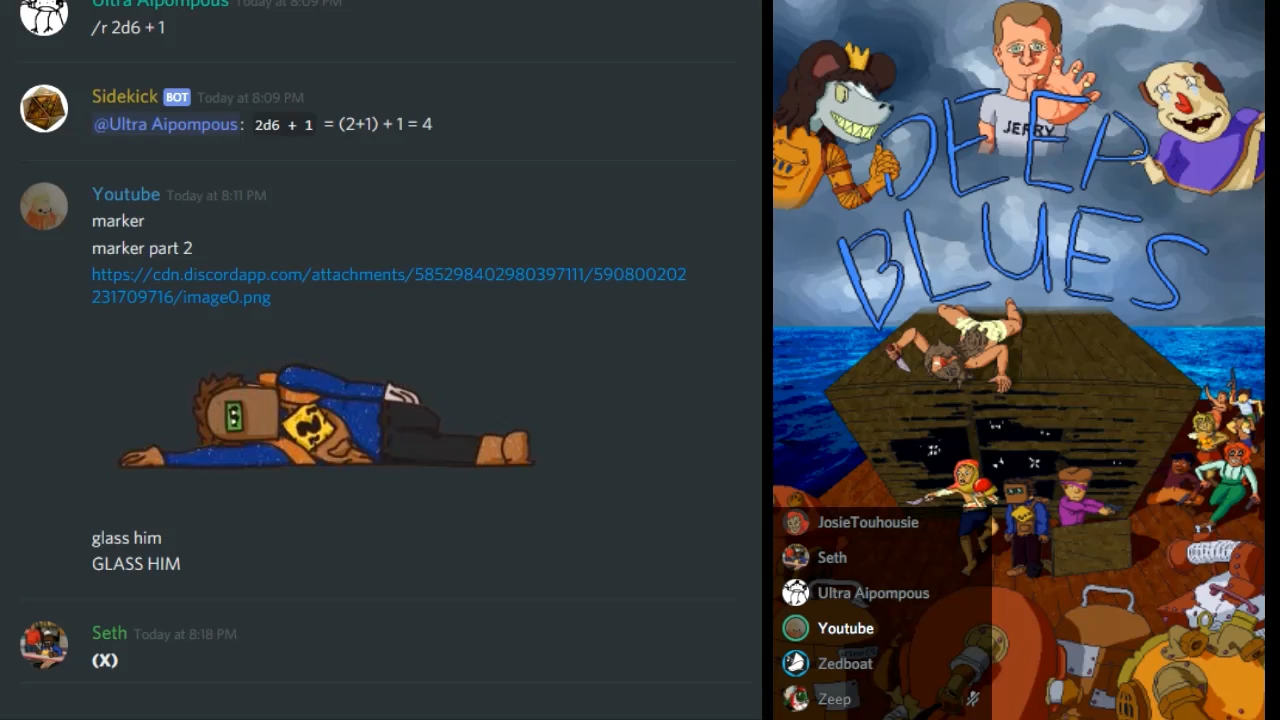 Ultra Aipompous Today at 8:09 PM
/r 2d6 + 1
Sidekick BOT Today at 8:09 PM
@Ultra Aipompous: 2d6 + 1 = (2+1) + 1 = 4
Youtube Today at 8:11 PM
marker
marker part 2
https://cdn.discordapp.com/attachments/585298402980397111/590800202
231709716/image0.png
glass him
GLASS HIM
Seth Today at 8:18 PM
(X)
JERRY
DEEP
BLUES
JosieTouhousie
Seth
Ultra Aipompous
Youtube
Zedboat
Zeep